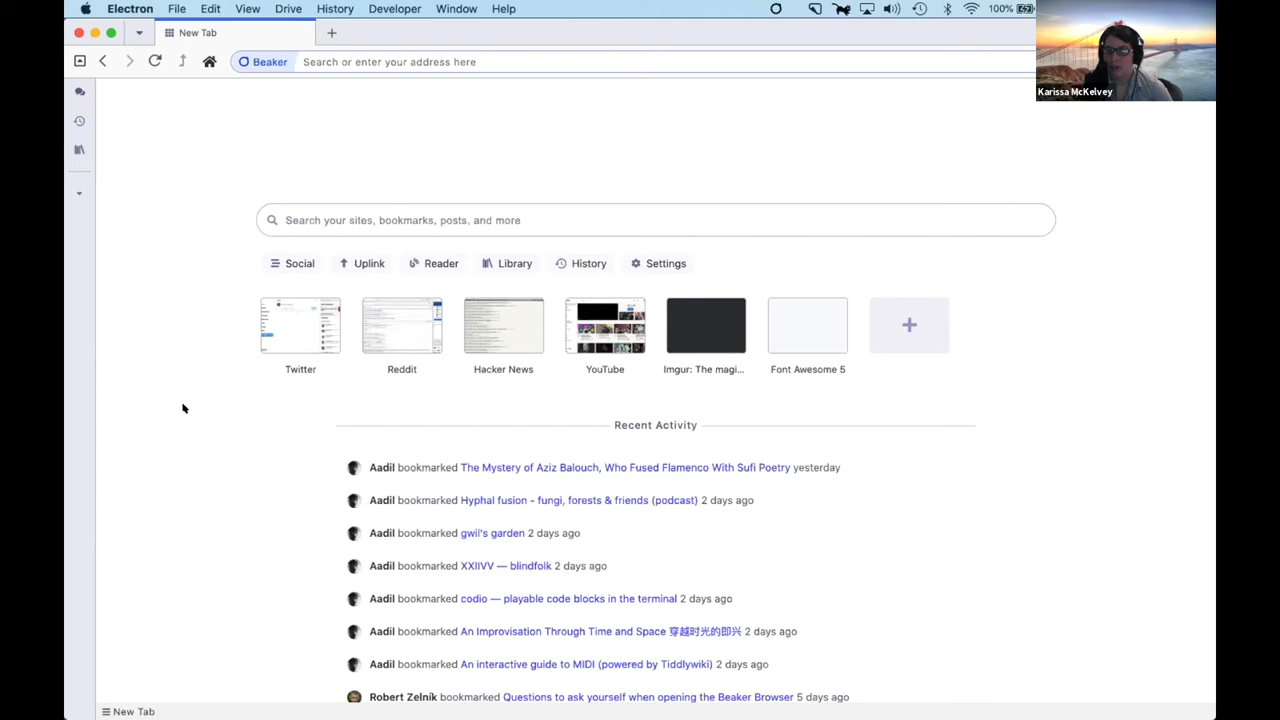 Electron File Edit View Drive History Developer Window Help 100%
New Tab
Beaker Search or enter your address here
Karissa McKelvey
Search your sites, bookmarks, posts, and more
Social Uplink Reader Library History Settings
Twitter Reddit Hacker News YouTube Imgur: The magi... Font Awesome 5
Recent Activity
Aadil bookmarked The Mystery of Aziz Balouch, Who Fused Flamenco With Sufi Poetry yesterday
Aadil bookmarked Hyphal fusion - fungi, forests & friends (podcast) 2 days ago
Aadil bookmarked gwil's garden 2 days ago
Aadil bookmarked XXIIVV — blindfolk 2 days ago
Aadil bookmarked codio — playable code blocks in the terminal 2 days ago
Aadil bookmarked An Improvisation Through Time and Space 穿越时光的即兴 2 days ago
Aadil bookmarked An interactive guide to MIDI (powered by Tiddlywiki) 2 days ago
Robert Zelník bookmarked Questions to ask yourself when opening the Beaker Browser 5 days ago
New Tab